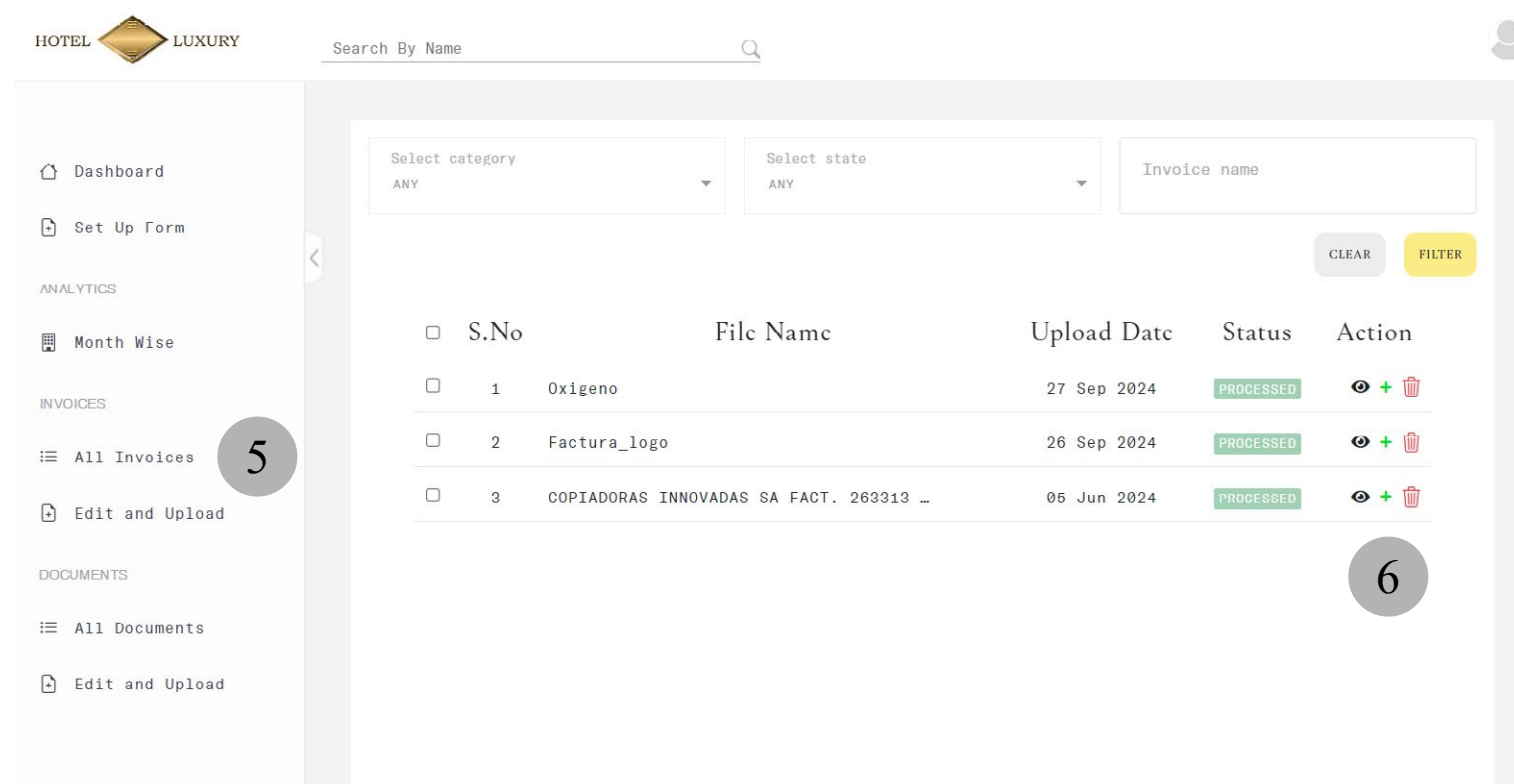 HOTEL LUXURY
Search By Name
Dashboard
Set Up Form
ANALYTICS
Month Wise
INVOICES
All Invoices
5
Edit and Upload
DOCUMENTS
All Documents
Edit and Upload
Select category
ANY
Select state
ANY
Invoice name
CLEAR FILTER
S.No File Name Upload Date Status Action
1 Oxigeno 27 Sep 2024 PROCESSED
2 Factura_logo 26 Sep 2024 PROCESSED
3 COPIADORAS INNOVADAS SA FACT. 263313 … 05 Jun 2024 PROCESSED
6